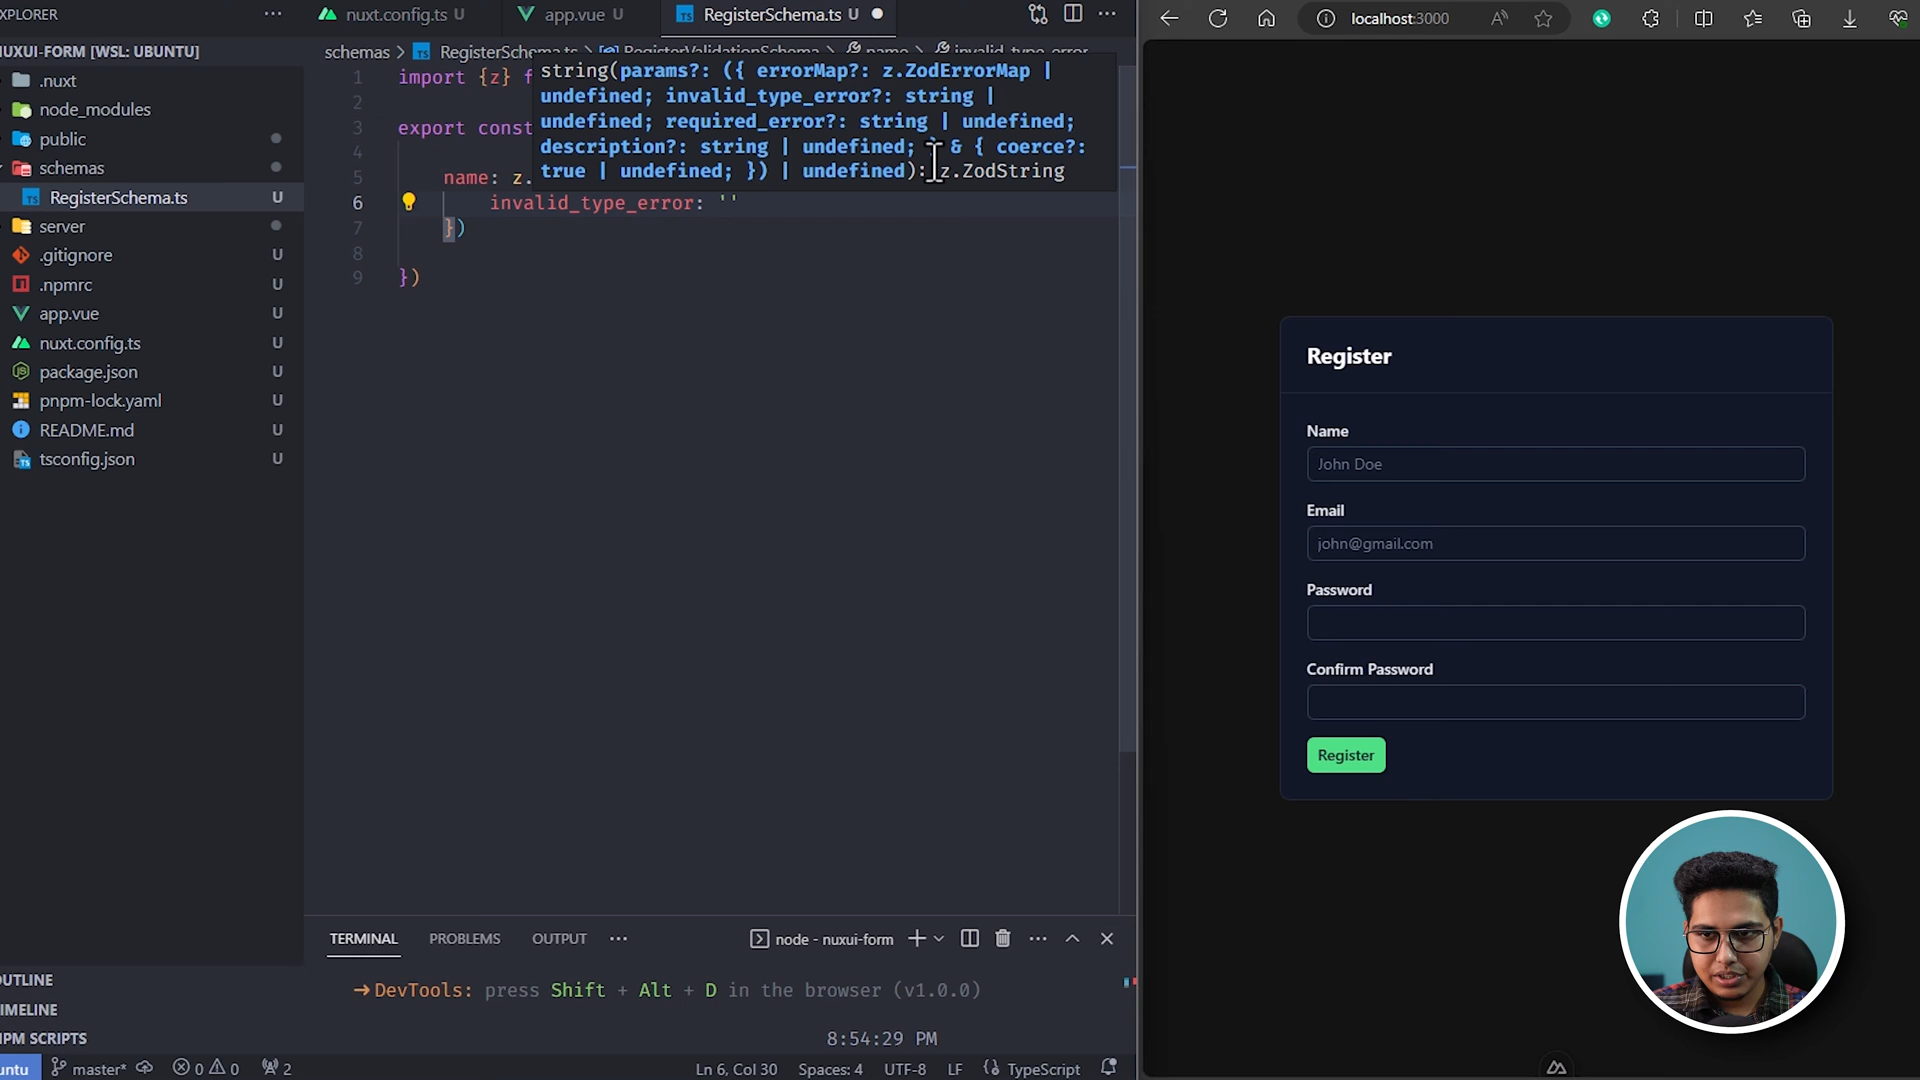 XPLORER
nuxt.config.ts U
app.vue U
RegisterSchema.ts U
NUXUI-FORM [WSL: UBUNTU]
.nuxt
node_modules
public
schemas
RegisterSchema.ts U
server
.gitignore U
.npmrc U
app.vue U
nuxt.config.ts U
package.json U
pnpm-lock.yaml U
README.md U
tsconfig.json U
OUTLINE
TIMELINE
NPM SCRIPTS
schemas > RegisterSchema.ts > RegisterValidationSchema > name > invalid_type_error
1 import {z} f
2
3 export const
4
5 name: z.
6 invalid_type_error: ''
7 })
8
9 })
string(params?: ({ errorMap?: z.ZodErrorMap |
undefined; invalid_type_error?: string |
undefined; required_error?: string | undefined;
description?: string | undefined; } & { coerce?:
true | undefined; }) | undefined): z.ZodString
TERMINAL PROBLEMS OUTPUT
node - nuxui-form
→DevTools: press Shift + Alt + D in the browser (v1.0.0)
8:54:29 PM
untu master* 0 0 2
Ln 6, Col 30 Spaces: 4 UTF-8 LF TypeScript
localhost:3000
Register
Name
John Doe
Email
john@gmail.com
Password
Confirm Password
Register